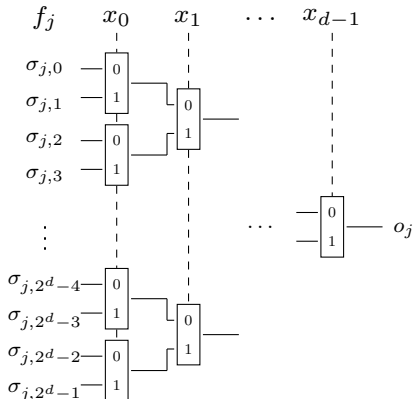 f_j x_0 x_1 ... x_{d−1}
σ_{j,0} 0
σ_{j,1} 1 0
σ_{j,2} 0 1
σ_{j,3} 1
0
⋮ ... 1 o_j
σ_{j,2^d−4} 0
σ_{j,2^d−3} 1 0
σ_{j,2^d−2} 0 1
σ_{j,2^d−1} 1